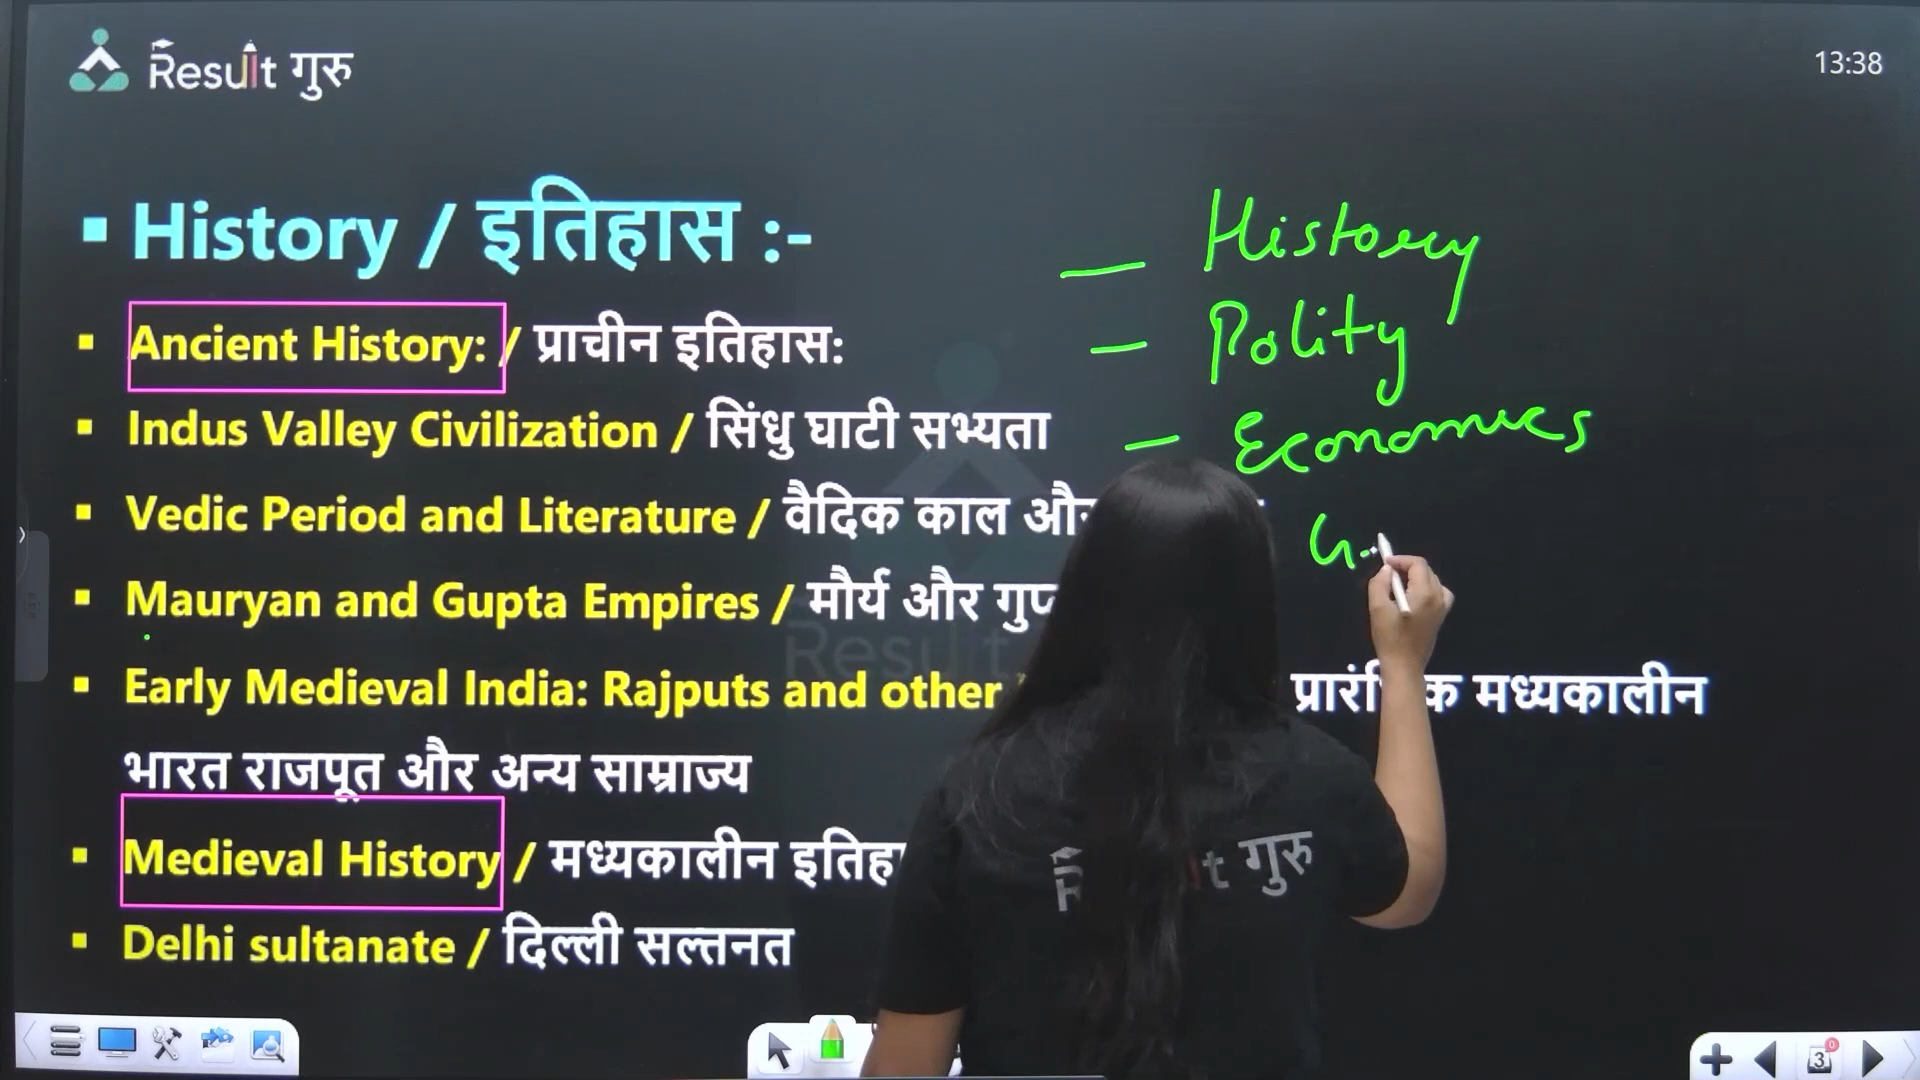 Result गुरु
13:38
History / इतिहास :-
Ancient History: / प्राचीन इतिहास:
Indus Valley Civilization / सिंधु घाटी सभ्यता
Vedic Period and Literature / वैदिक काल
Mauryan and Gupta Empires / मौर्य और
Early Medieval India: Rajputs and other मध्यकालीन
भारत राजपूत और अन्य साम्राज्य
Medieval History / मध्यकालीन
Delhi sultanate / दिल्ली सल्तनत
— History
— Polity
— Economics
गुरु
3
0